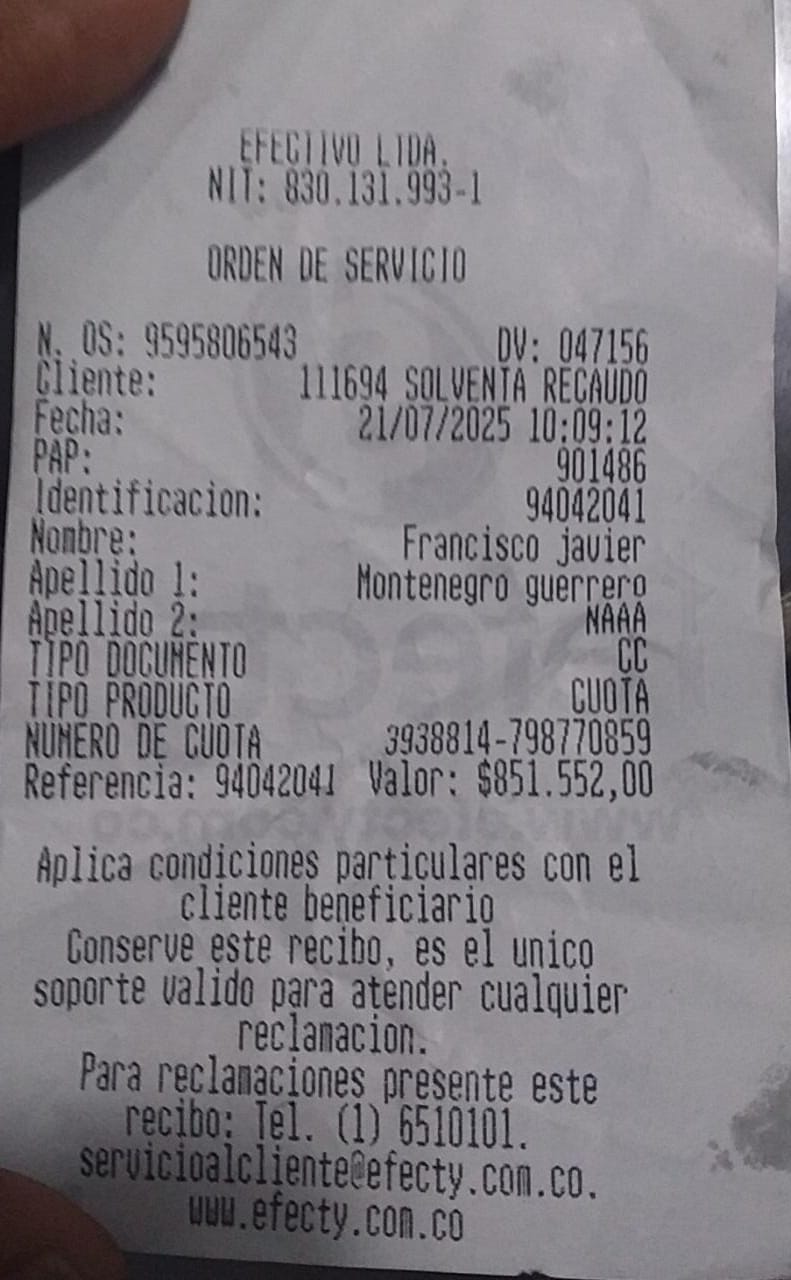 EFECTIVO LTDA.
NIT: 830.131.993-1
ORDEN DE SERVICIO
N. OS: 9595806543 DV: 047156
Cliente: 111694 SOLVENTA RECAUDO
Fecha: 21/07/2025 10:09:12
PAP: 901486
Identificacion: 94042041
Nombre: Francisco javier
Apellido 1: Montenegro guerrero
Apellido 2: NAAA
TIPO DOCUMENTO CC
TIPO PRODUCTO CUOTA
NUMERO DE CUOTA 3938814-798770859
Referencia: 94042041 Valor: $851.552,00
Aplica condiciones particulares con el
cliente beneficiario
Conserve este recibo, es el unico
soporte valido para atender cualquier
reclamacion.
Para reclamaciones presente este
recibo: Tel. (1) 6510101.
servicioalcliente@efecty.com.co.
www.efecty.com.co